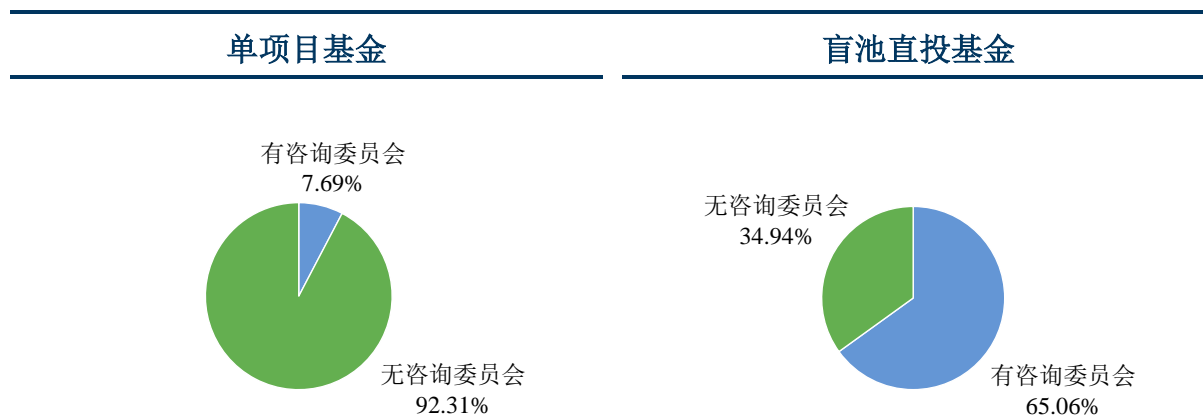 单项目基金
盲池直投基金
有咨询委员会
7.69%
无咨询委员会
92.31%
无咨询委员会
34.94%
有咨询委员会
65.06%